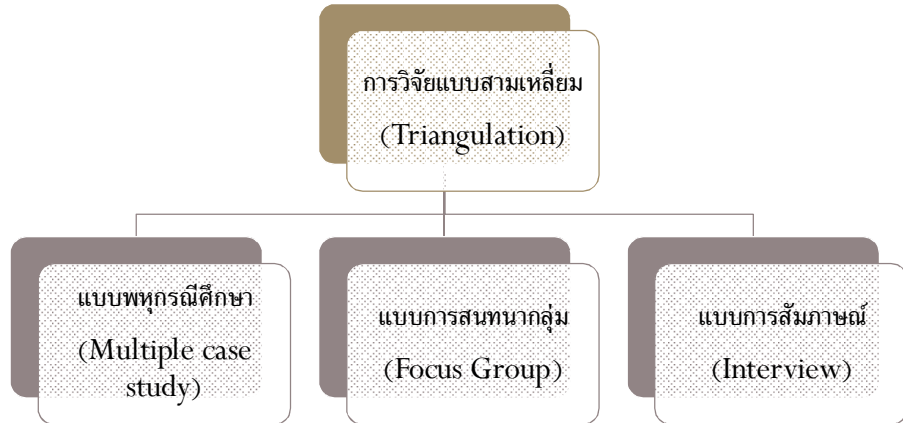 การวิจัยแบบสามเหลี่ยม
(Triangulation)
แบบพหุกรณีศึกษา
(Multiple case
study)
แบบการสนทนากลุ่ม
(Focus Group)
แบบการสัมภาษณ์
(Interview)